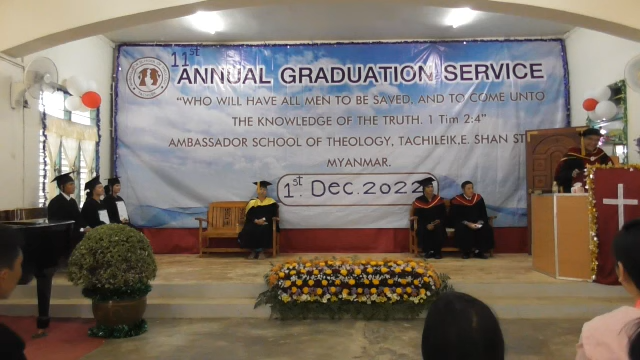 11st
ANNUAL GRADUATION SERVICE
"WHO WILL HAVE ALL MEN TO BE SAVED, AND TO COME UNTO
THE KNOWLEDGE OF THE TRUTH. 1 Tim 2:4"
AMBASSADOR SCHOOL OF THEOLOGY, TACHILEIK,E. SHAN ST
MYANMAR.
1st. Dec. 2022